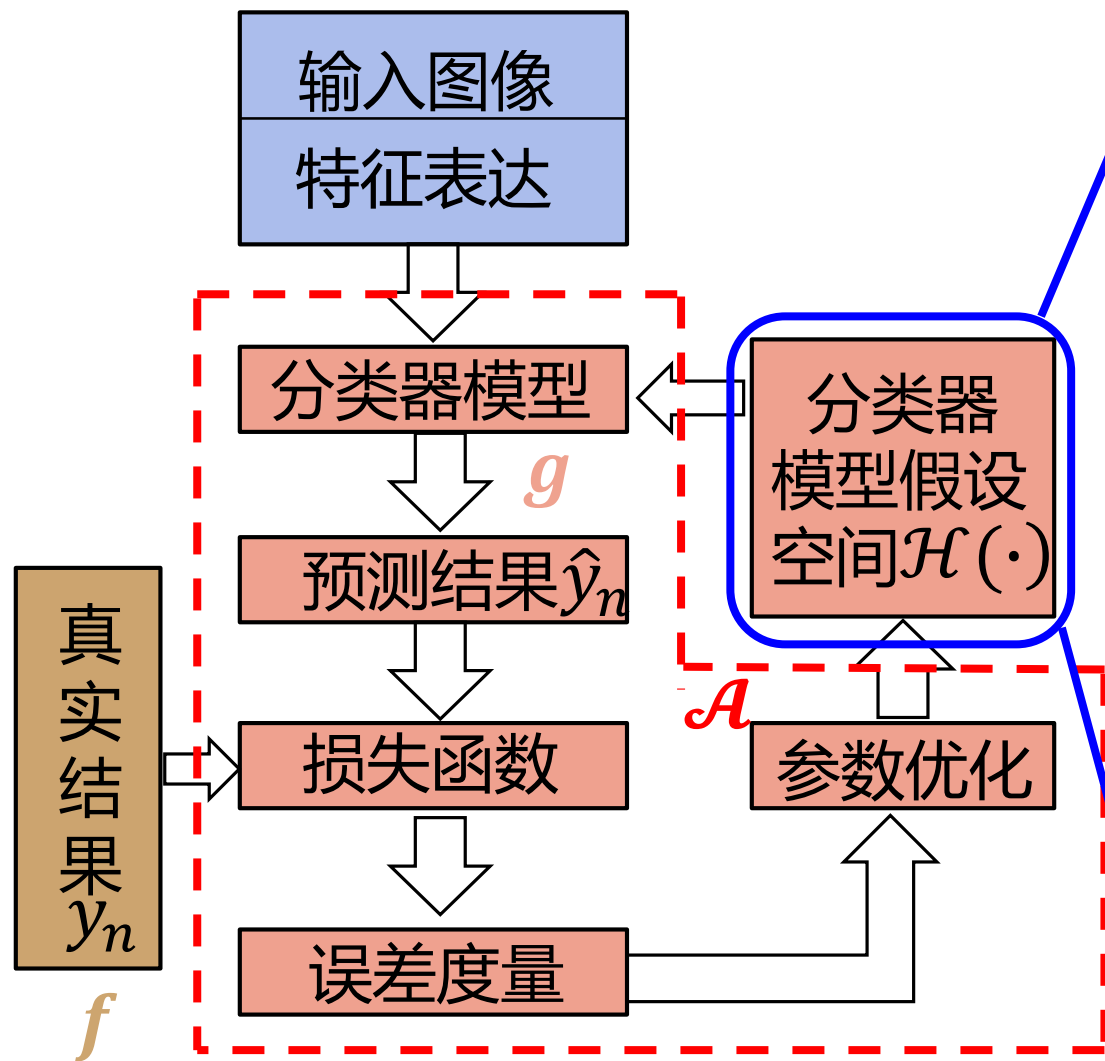 输入图像
特征表达
分类器模型
g
分类器
模型假设
空间ℋ(·)
预测结果ŷₙ
真
实
结
果
yₙ
f
损失函数
𝒜
参数优化
误差度量